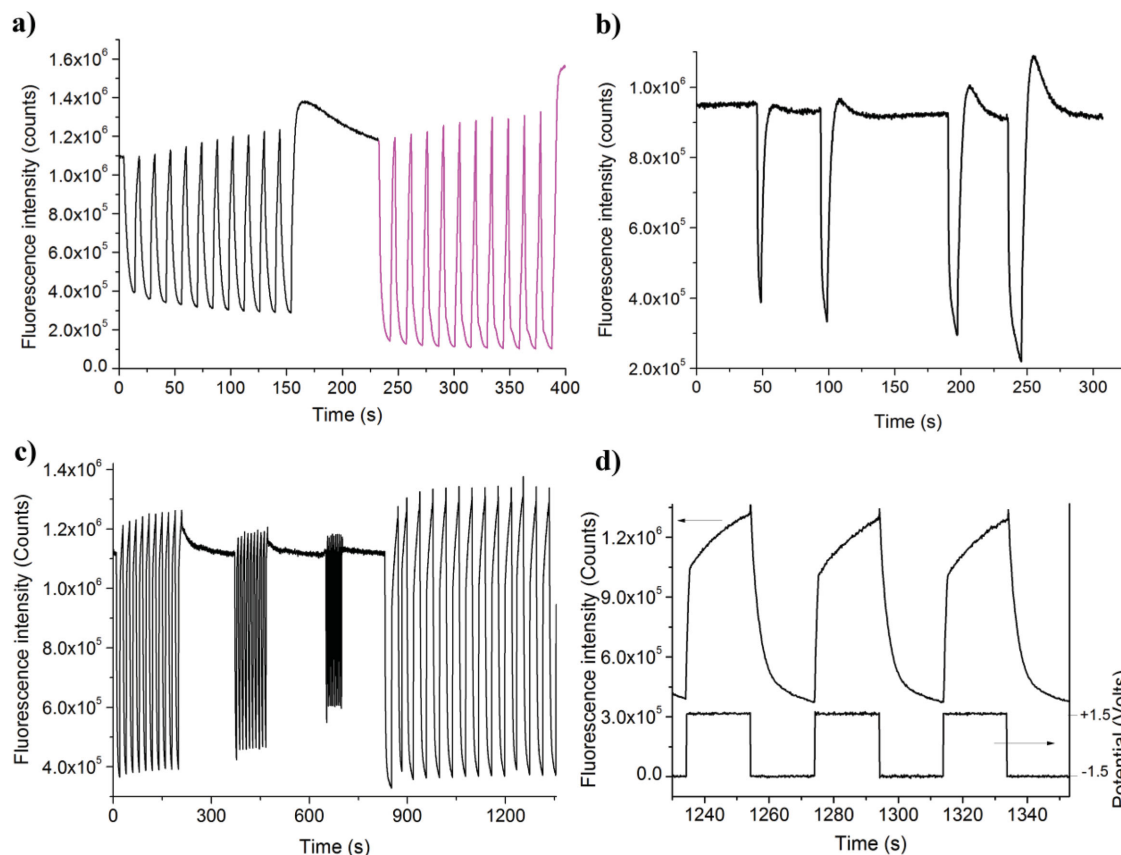 a)
Fluorescence intensity (counts)
1.6x10⁶
1.4x10⁶
1.2x10⁶
1.0x10⁶
8.0x10⁵
6.0x10⁵
4.0x10⁵
2.0x10⁵
0.0
0 50 100 150 200 250 300 350 400
Time (s)
b)
Fluorescence intensity (counts)
1.0x10⁶
8.0x10⁵
6.0x10⁵
4.0x10⁵
2.0x10⁵
0 50 100 150 200 250 300
Time (s)
c)
Fluorescence intensity (Counts)
1.4x10⁶
1.2x10⁶
1.0x10⁶
8.0x10⁵
6.0x10⁵
4.0x10⁵
0 300 600 900 1200
Time (s)
d)
Fluorescence intensity (Counts)
1.2x10⁶
9.0x10⁵
6.0x10⁵
3.0x10⁵
0.0
1240 1260 1280 1300 1320 1340
Time (s)
+1.5
-1.5
Potential (Volts)